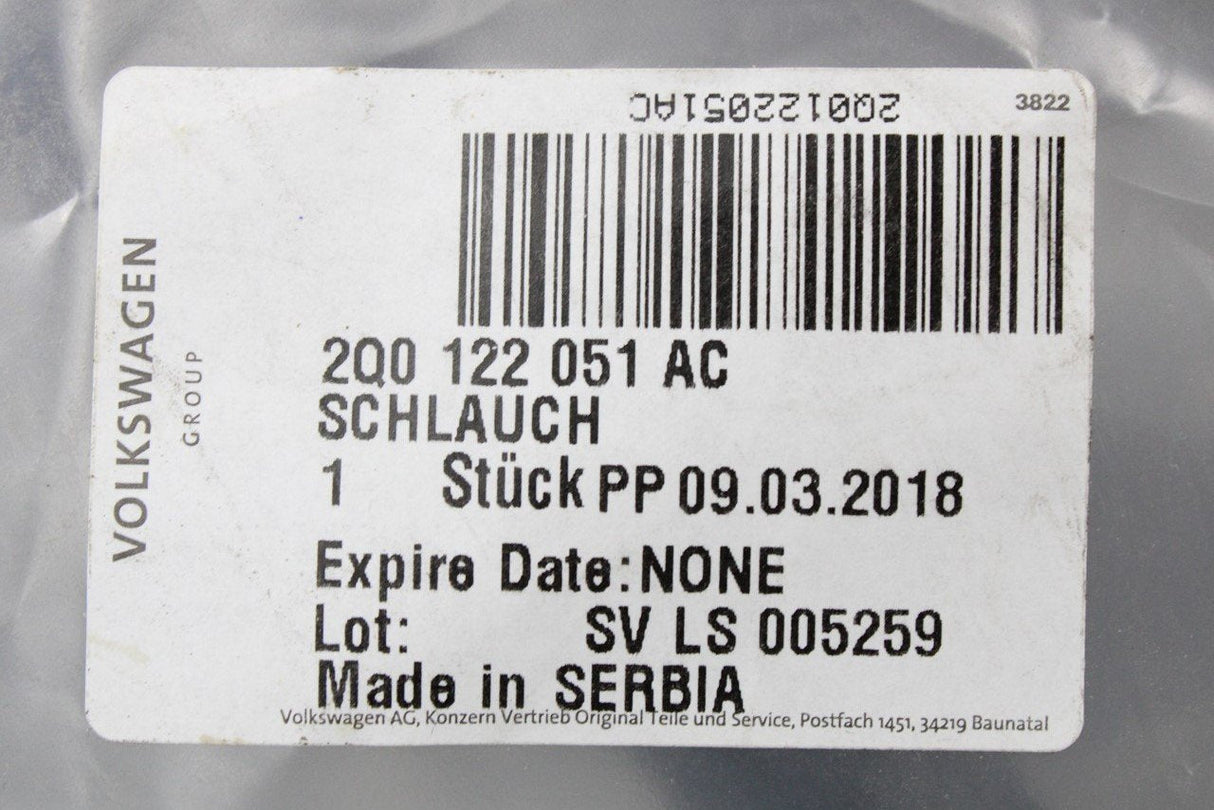 2Q0122051AC
3822
VOLKSWAGEN
GROUP
2Q0 122 051 AC
SCHLAUCH
1 Stück PP 09.03.2018
Expire Date:NONE
Lot: SV LS 005259
Made in SERBIA
Volkswagen AG, Konzern Vertrieb Original Teile und Service, Postfach 1451, 34219 Baunatal